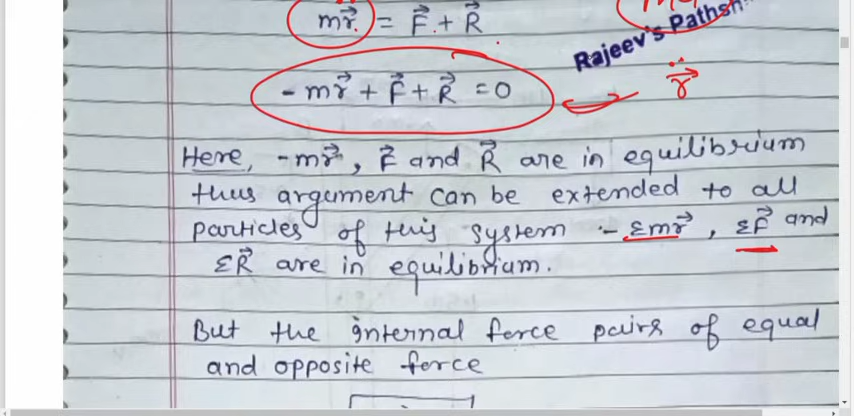 mr̈⃗ = F⃗ + R⃗
Rajeev's Pathsh
- mr⃗ + F⃗ + R⃗ = 0
r̈⃗
Here, -mr⃗, F⃗ and R⃗ are in equilibrium
thus argument can be extended to all
particles of this system - Σmr⃗, ΣF⃗ and
ΣR⃗ are in equilibrium.
But the internal force pairs of equal
and opposite force